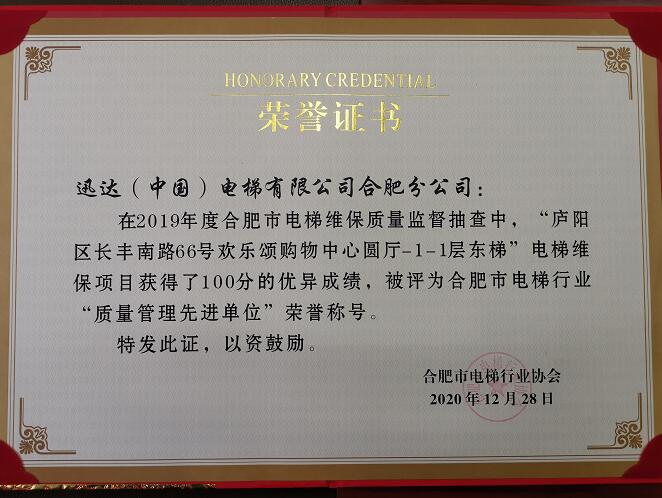 HONORARY CREDENTIAL
荣誉证书
迅达（中国）电梯有限公司合肥分公司：
在2019年度合肥市电梯维保质量监督抽查中，“庐阳
区长丰南路66号欢乐颂购物中心圆厅-1-1层东梯”电梯维
保项目获得了100分的优异成绩，被评为合肥市电梯行业
“质量管理先进单位”荣誉称号。
特发此证，以资鼓励。
合肥市电梯行业协会
2020年12月28日